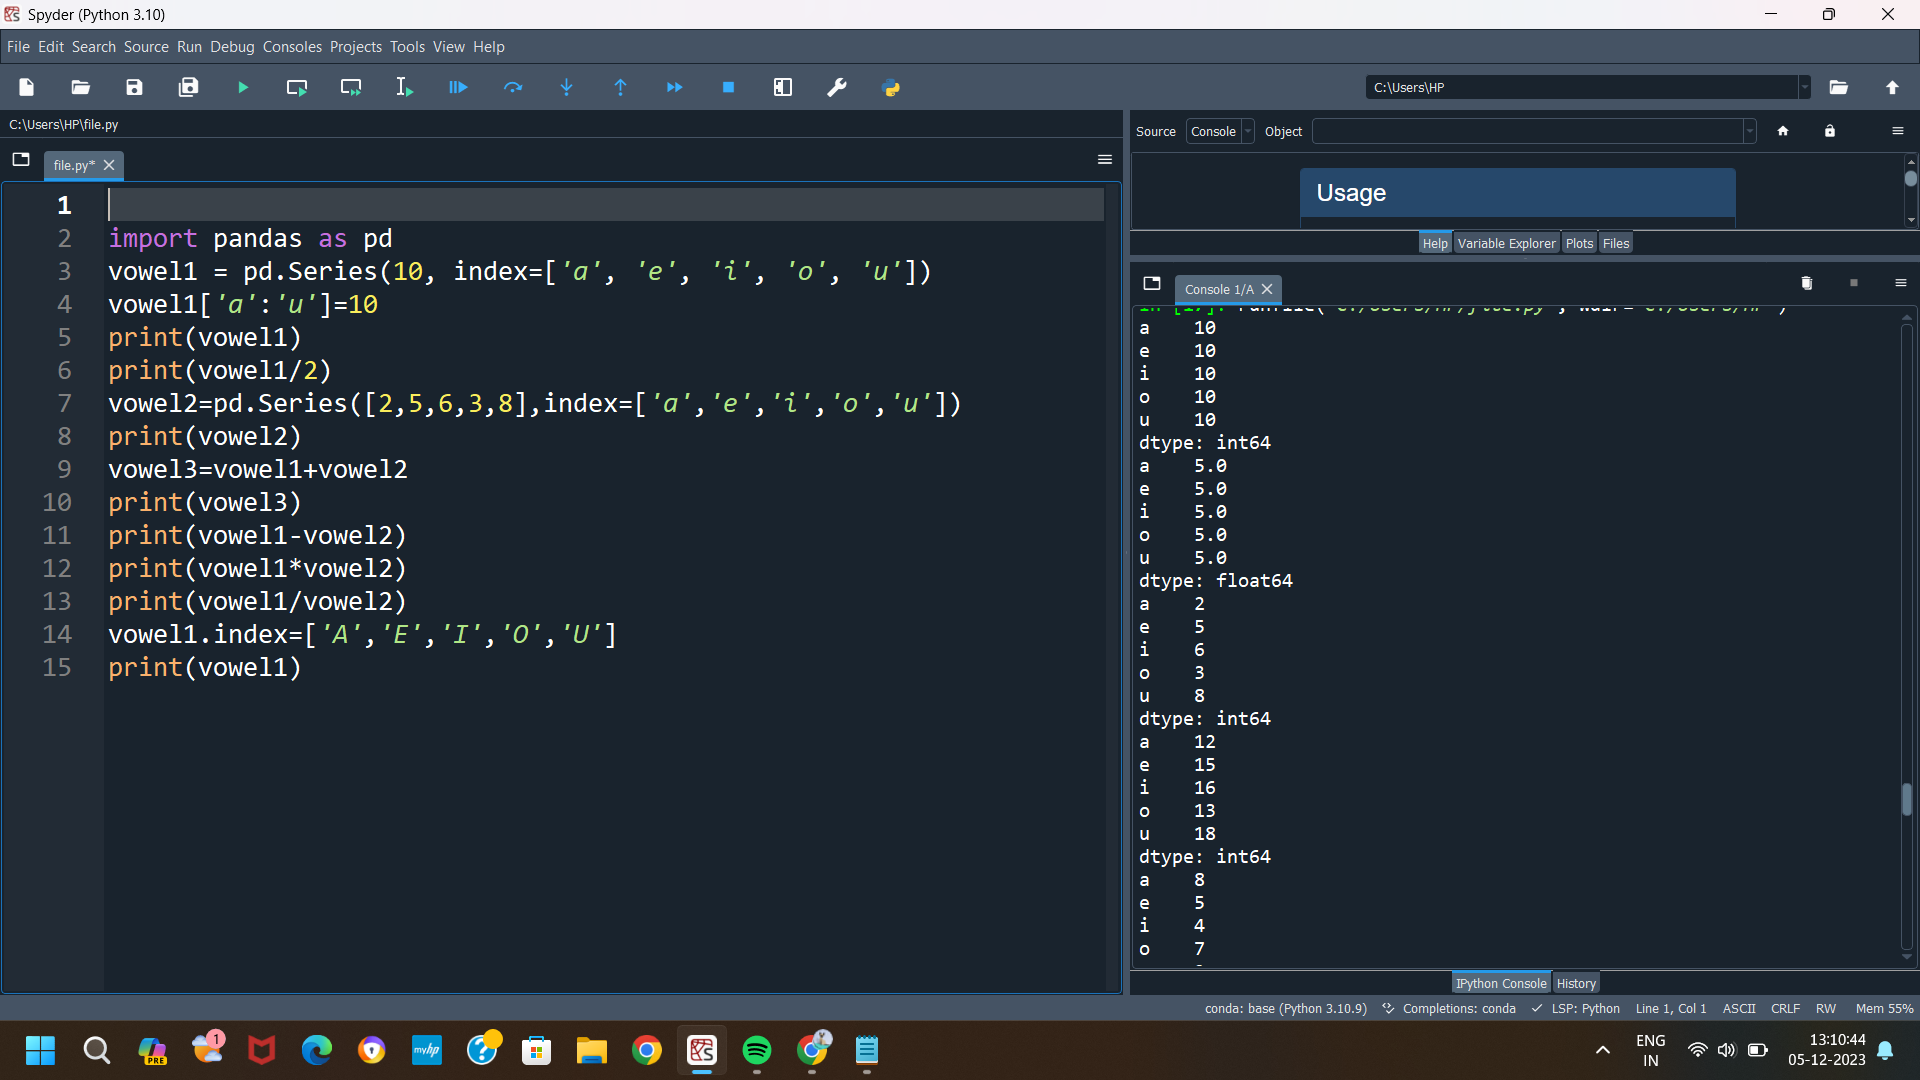 Spyder (Python 3.10)
File Edit Search Source Run Debug Consoles Projects Tools View Help
C:\Users\HP
C:\Users\HP\file.py
Source Console Object
file.py*
Usage
Help Variable Explorer Plots Files
Console 1/A
1
2 import pandas as pd
3 vowel1 = pd.Series(10, index=['a', 'e', 'i', 'o', 'u'])
4 vowel1['a':'u']=10
5 print(vowel1)
6 print(vowel1/2)
7 vowel2=pd.Series([2,5,6,3,8],index=['a','e','i','o','u'])
8 print(vowel2)
9 vowel3=vowel1+vowel2
10 print(vowel3)
11 print(vowel1-vowel2)
12 print(vowel1*vowel2)
13 print(vowel1/vowel2)
14 vowel1.index=['A','E','I','O','U']
15 print(vowel1)
a 10
e 10
i 10
o 10
u 10
dtype: int64
a 5.0
e 5.0
i 5.0
o 5.0
u 5.0
dtype: float64
a 2
e 5
i 6
o 3
u 8
dtype: int64
a 12
e 15
i 16
o 13
u 18
dtype: int64
a 8
e 5
i 4
o 7
IPython Console History
conda: base (Python 3.10.9) Completions: conda LSP: Python Line 1, Col 1 ASCII CRLF RW Mem 55%
PRE
1
myhp
ENG
IN
13:10:44
05-12-2023